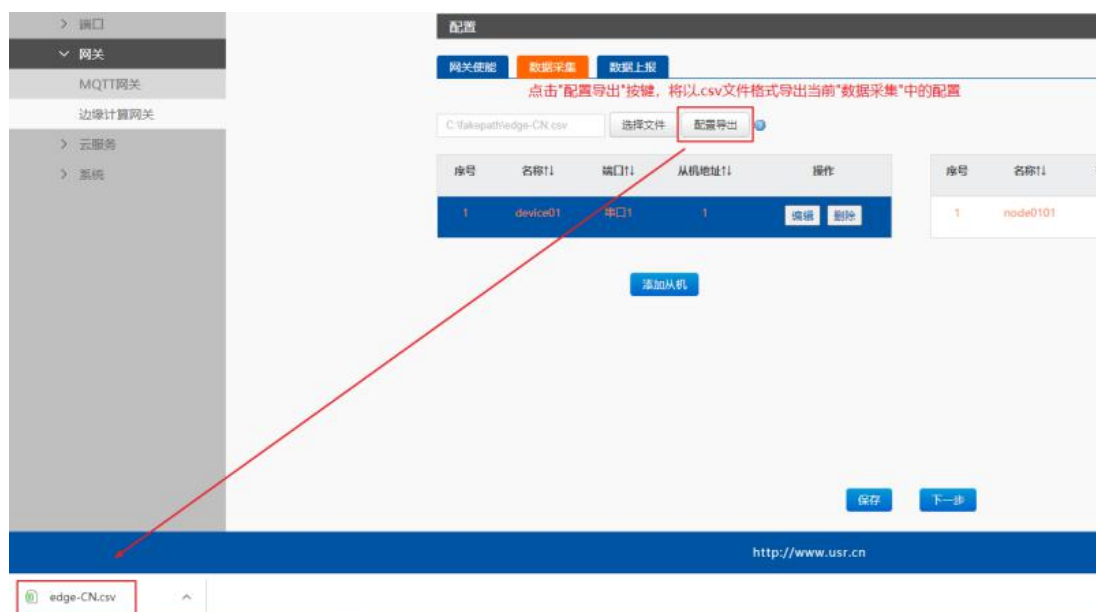 端口
网关
MQTT网关
边缘计算网关
云服务
系统
配置
网关使能 数据采集 数据上报
点击"配置导出"按键，将以.csv文件格式导出当前"数据采集"中的配置
C:\fakepath\edge-CN.csv 选择文件 配置导出
序号 名称↑↓ 端口↑↓ 从机地址↑↓ 操作
1 device01 串口1 1 编辑 删除
序号 名称↑↓
1 node0101
添加从机
保存 下一步
http://www.usr.cn
edge-CN.csv